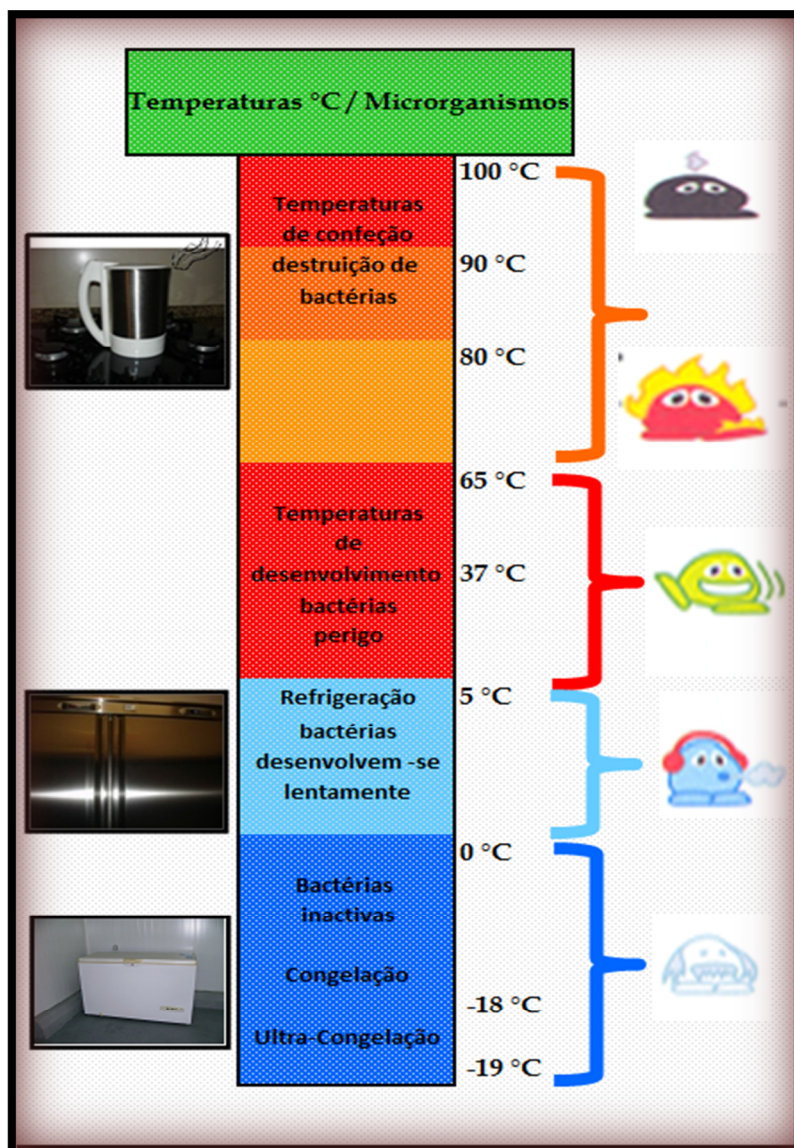 Temperaturas °C / Microrganismos
100 °C
Temperaturas
de confeção
destruição de
bactérias
90 °C
80 °C
65 °C
Temperaturas
de
desenvolvimento
bactérias
perigo
37 °C
5 °C
Refrigeração
bactérias
desenvolvem -se
lentamente
0 °C
Bactérias
inactivas
Congelação
-18 °C
Ultra-Congelação
-19 °C